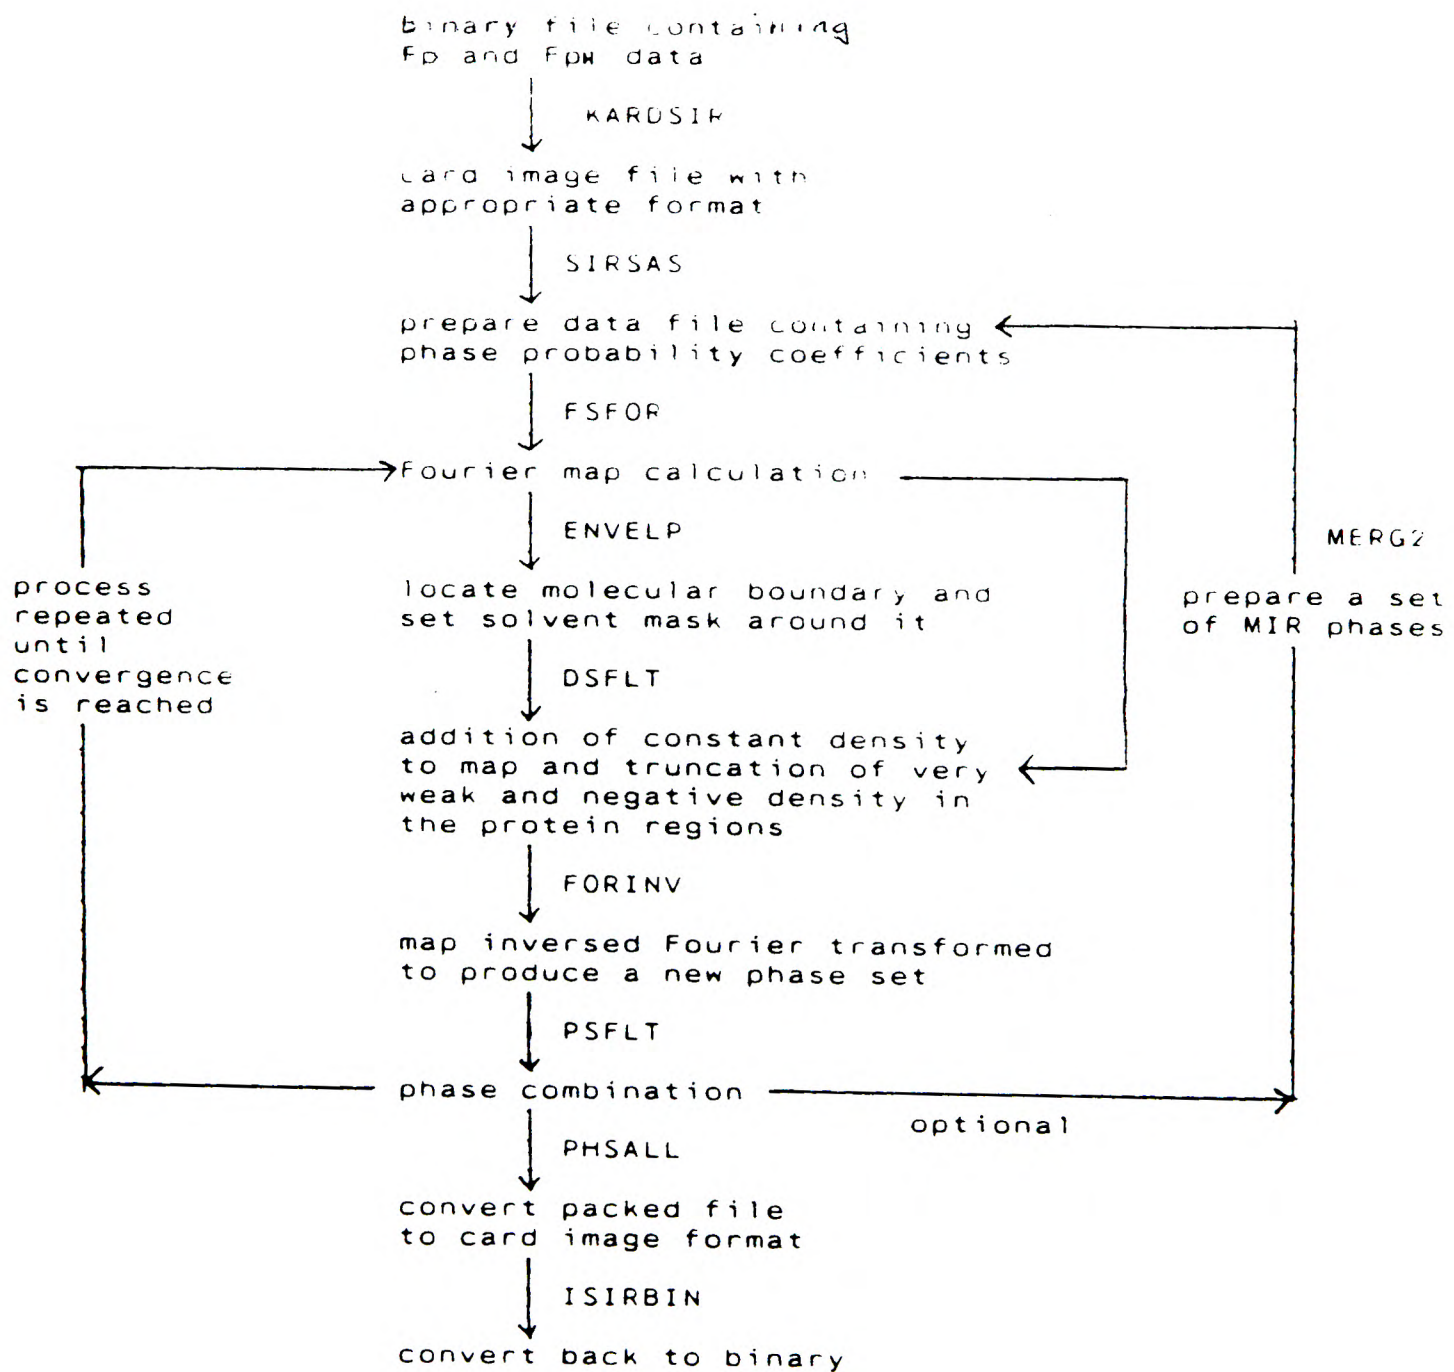 binary file containing
Fp and FpH data
KARDSIR
card image file with
appropriate format
SIRSAS
prepare data file containing
phase probability coefficients
FSFOR
Fourier map calculation
ENVELP
MERG2
process
repeated
until
convergence
is reached
locate molecular boundary and
set solvent mask around it
prepare a set
of MIR phases
DSFLT
addition of constant density
to map and truncation of very
weak and negative density in
the protein regions
FORINV
map inversed Fourier transformed
to produce a new phase set
PSFLT
phase combination
optional
PHSALL
convert packed file
to card image format
ISIRBIN
convert back to binary